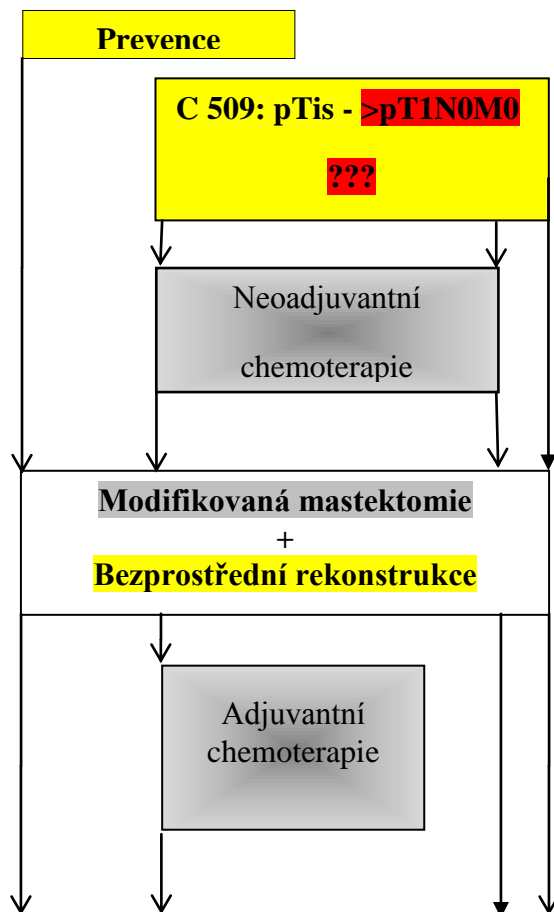 Prevence
C 509: pTis - >pT1N0M0
???
Neoadjuvantní
chemoterapie
Modifikovaná mastektomie
+
Bezprostřední rekonstrukce
Adjuvantní
chemoterapie